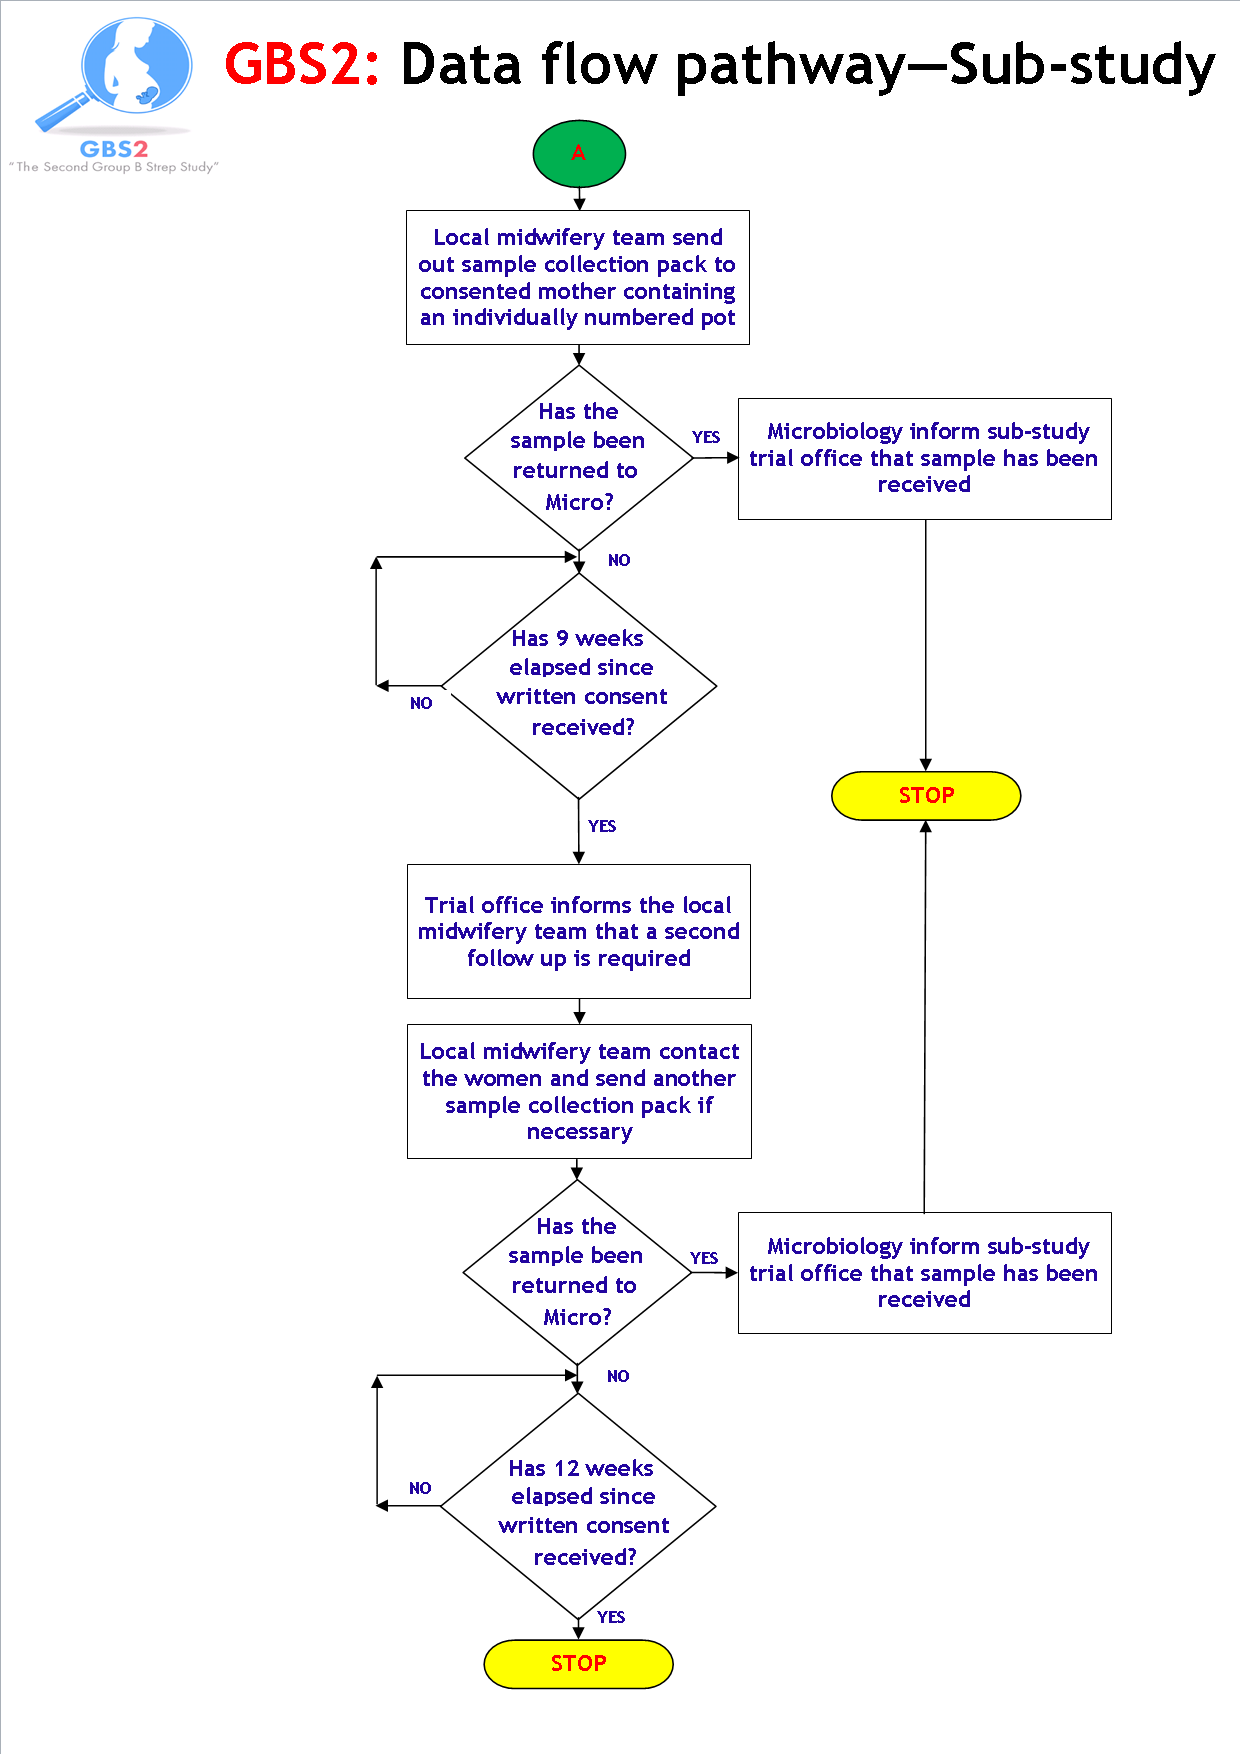 GBS2: Data flow pathway—Sub-study
GBS2
"The Second Group B Strep Study"
A
Local midwifery team send
out sample collection pack to
consented mother containing
an individually numbered pot
Has the
sample been
returned to
Micro?
YES
Microbiology inform sub-study
trial office that sample has been
received
NO
Has 9 weeks
elapsed since
written consent
received?
NO
STOP
YES
Trial office informs the local
midwifery team that a second
follow up is required
Local midwifery team contact
the women and send another
sample collection pack if
necessary
Has the
sample been
returned to
Micro?
YES
Microbiology inform sub-study
trial office that sample has been
received
NO
Has 12 weeks
elapsed since
written consent
received?
NO
YES
STOP